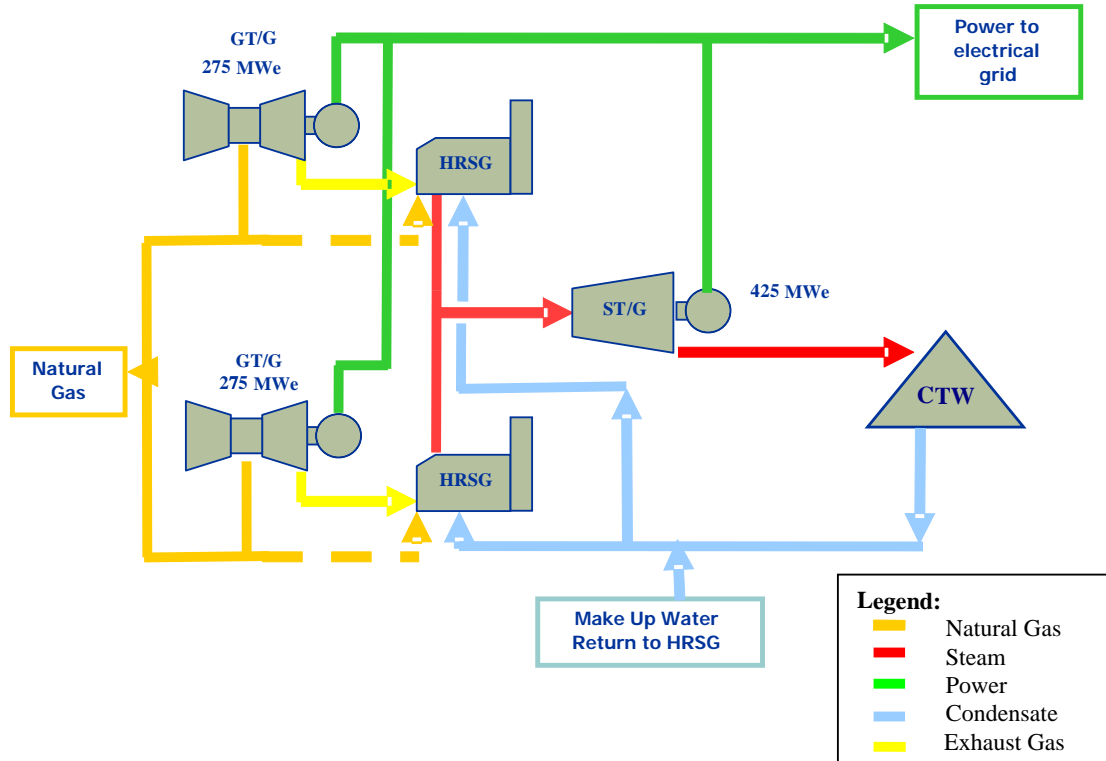 GT/G
275 MWe
Power to
electrical
grid
HRSG
ST/G
425 MWe
Natural
Gas
GT/G
275 MWe
CTW
HRSG
Make Up Water
Return to HRSG
Legend:
Natural Gas
Steam
Power
Condensate
Exhaust Gas